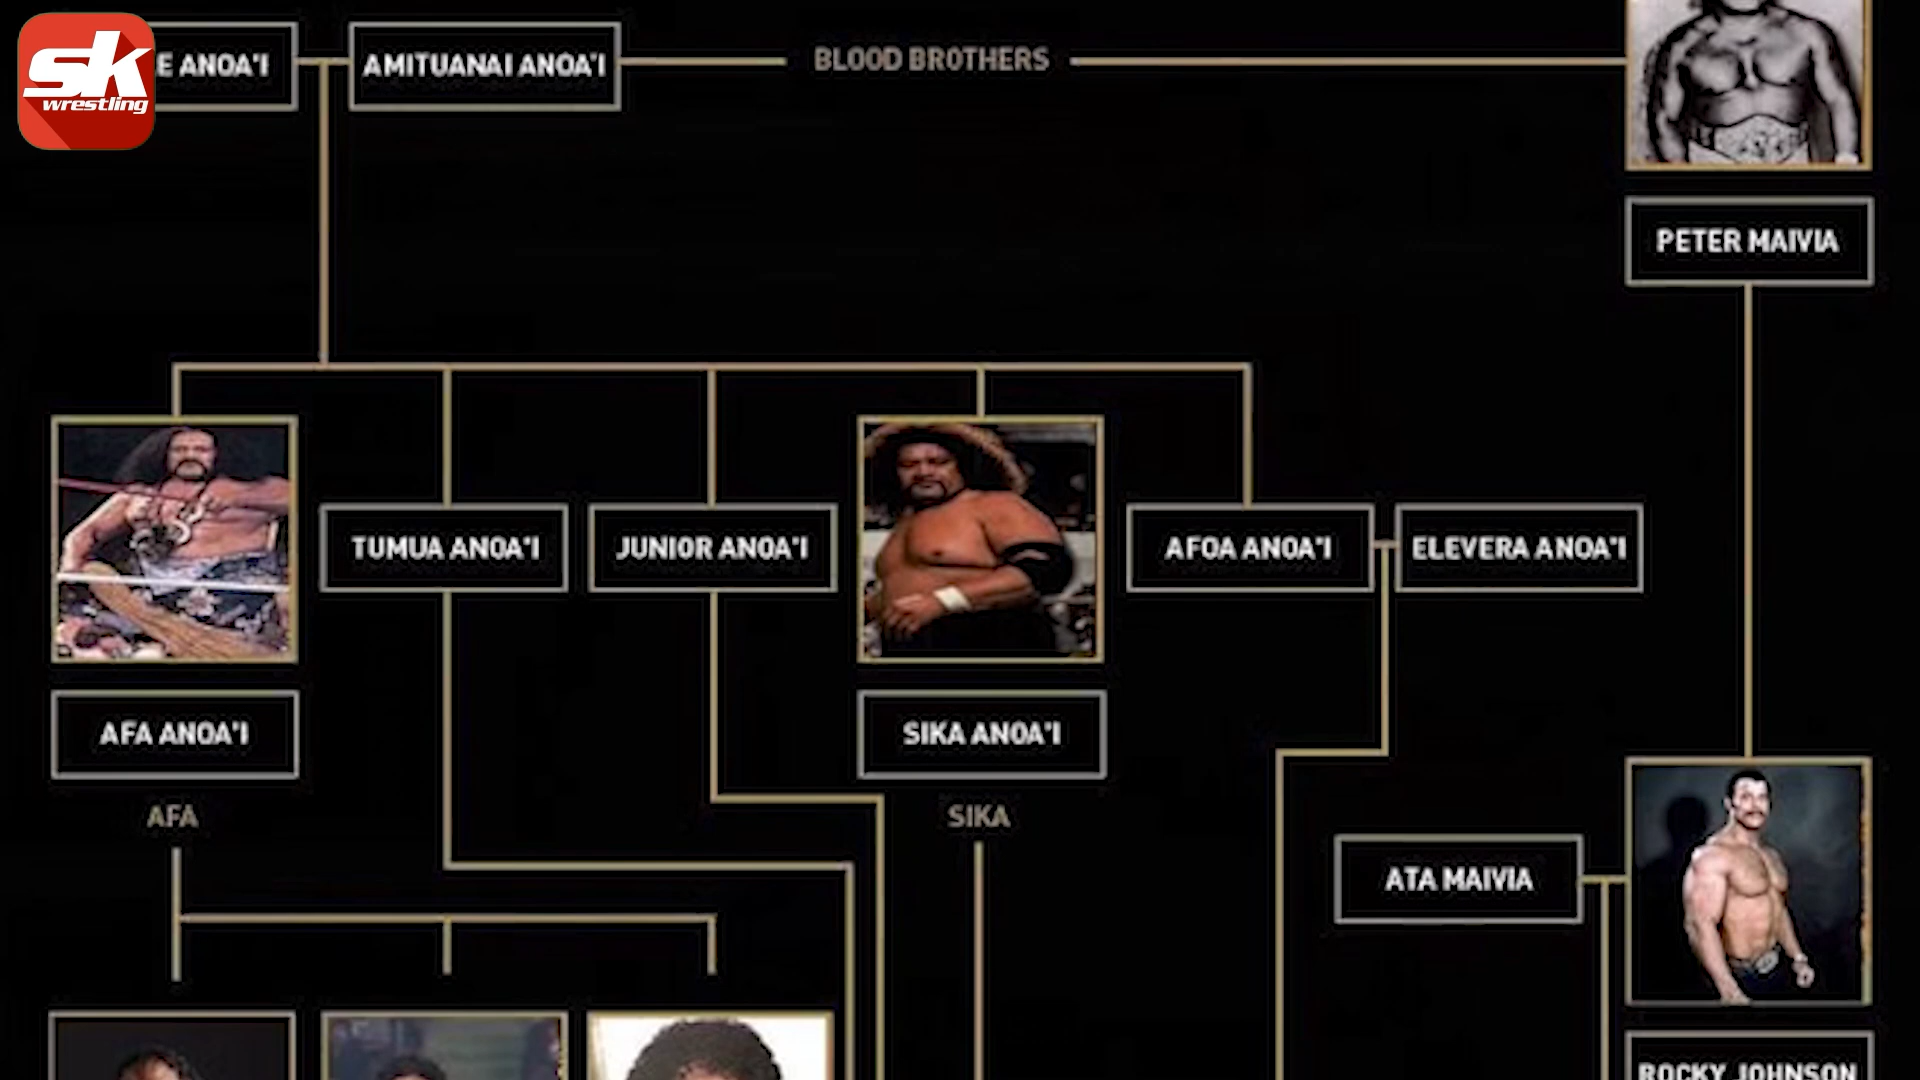 sk
wrestling
E ANOA'I
AMITUANAI ANOA'I
BLOOD BROTHERS
PETER MAIVIA
TUMUA ANOA'I
JUNIOR ANOA'I
AFOA ANOA'I
ELEVERA ANOA'I
AFA ANOA'I
SIKA ANOA'I
AFA
SIKA
ATA MAIVIA
ROCKY JOHNSON